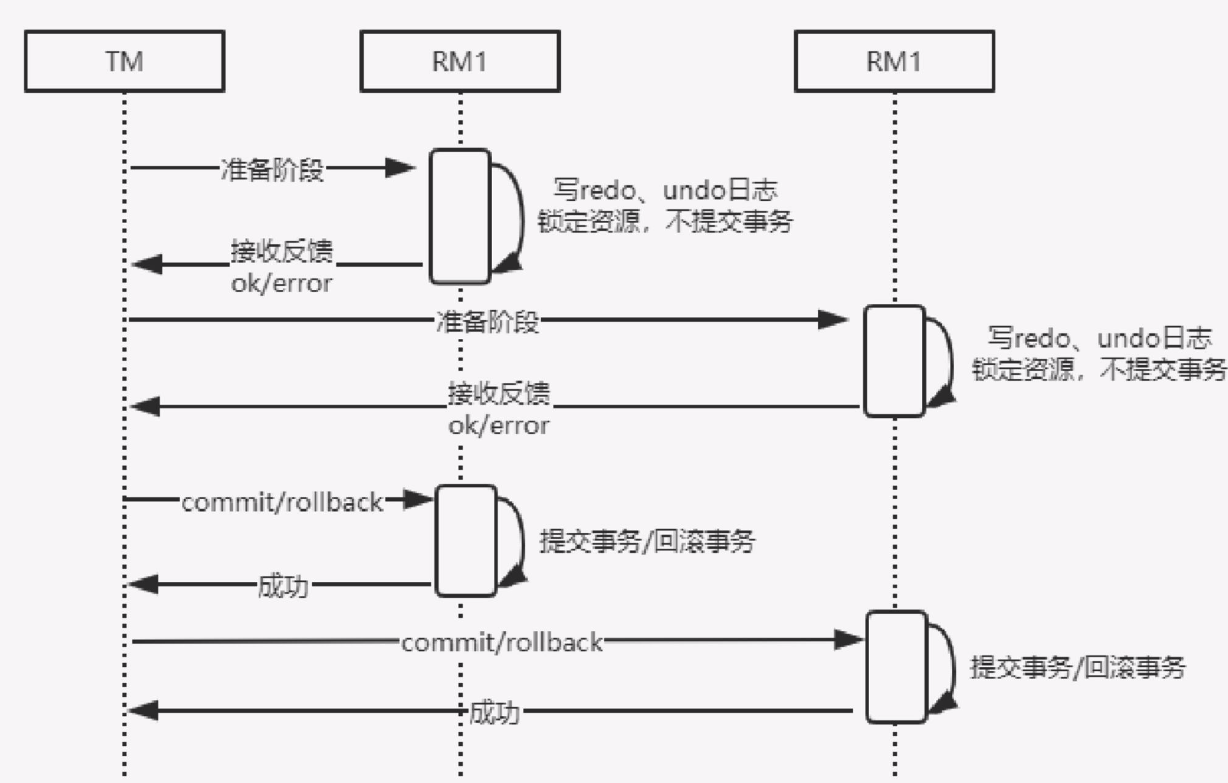 TM
RM1
RM1
准备阶段
写redo、undo日志
锁定资源，不提交事务
接收反馈
ok/error
准备阶段
写redo、undo日志
锁定资源，不提交事务
接收反馈
ok/error
commit/rollback
提交事务/回滚事务
成功
commit/rollback
提交事务/回滚事务
成功